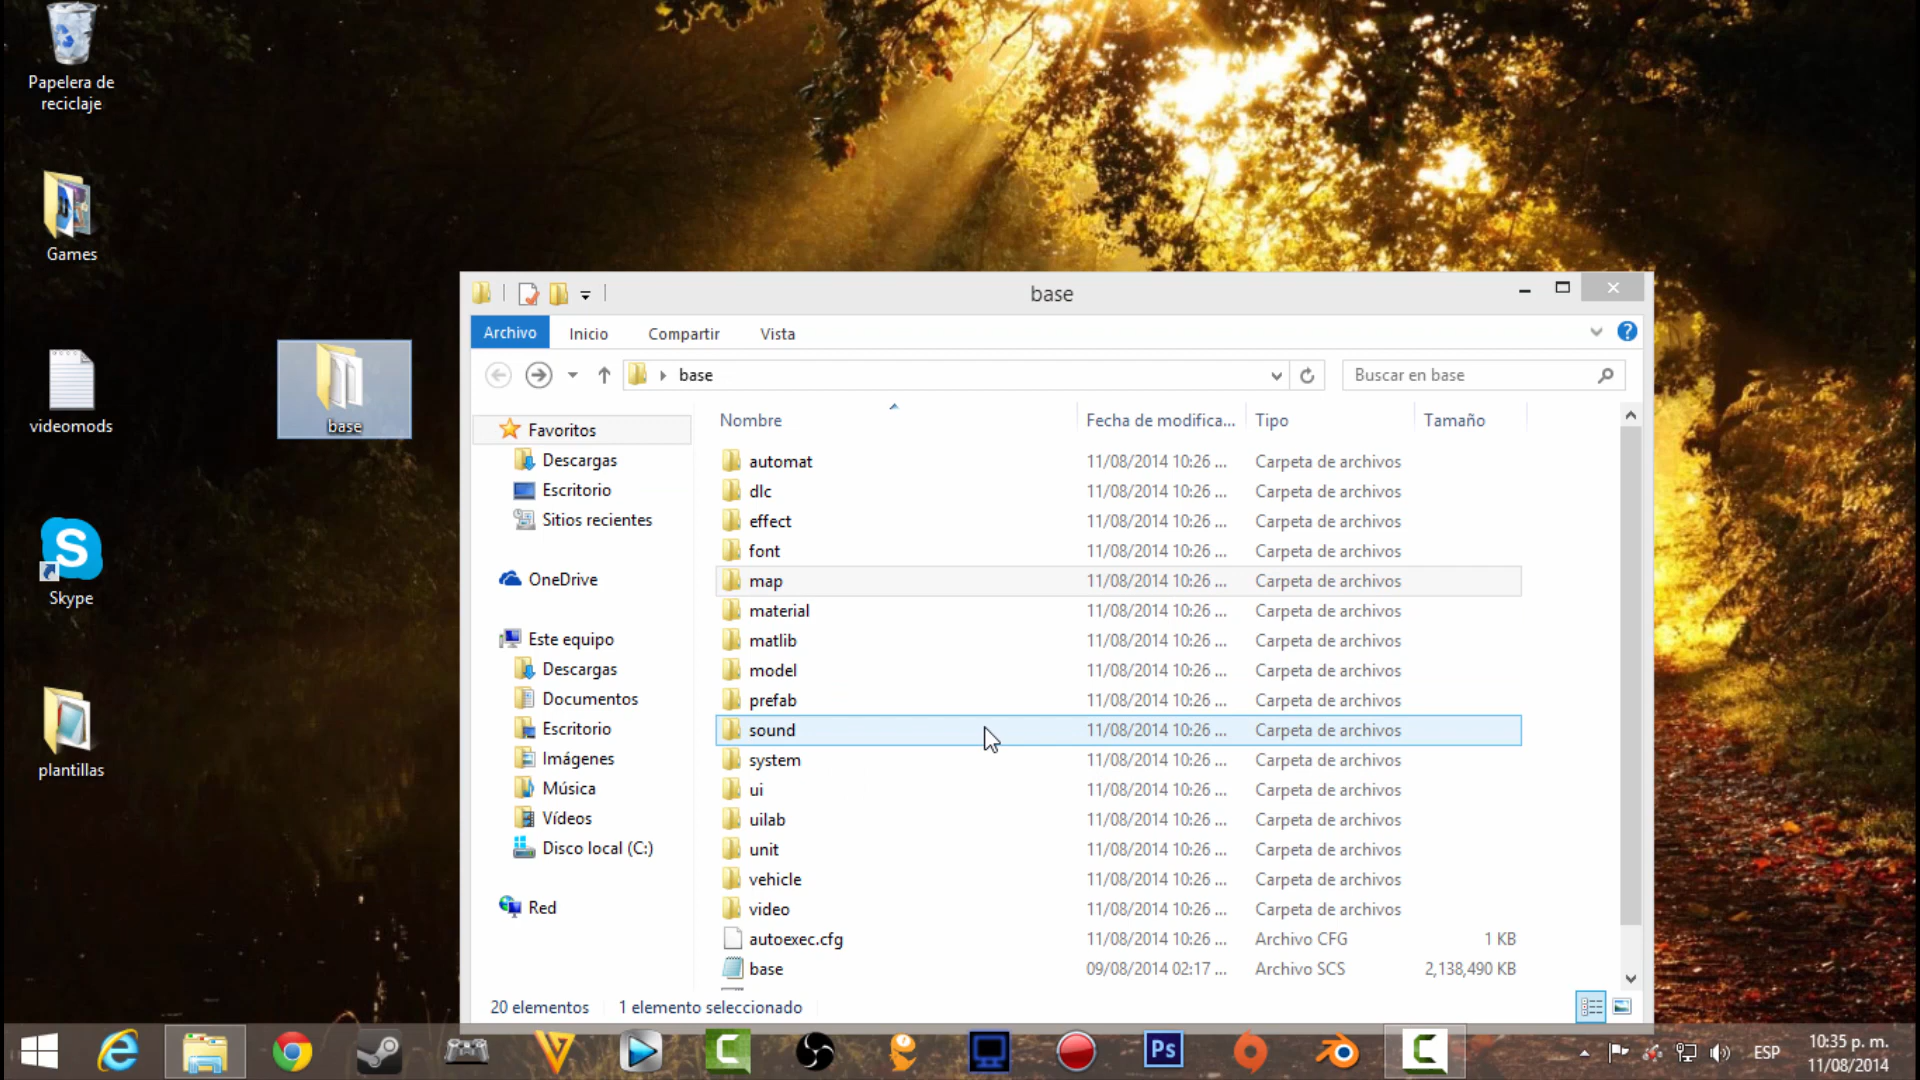 Papelera de
reciclaje
Games
videomods
base
Skype
plantillas
base
Archivo
Inicio
Compartir
Vista
base
Buscar en base
Favoritos
Descargas
Escritorio
Sitios recientes
OneDrive
Este equipo
Descargas
Documentos
Escritorio
Imágenes
Música
Vídeos
Disco local (C:)
Red
Nombre Fecha de modifica... Tipo Tamaño
automat 11/08/2014 10:26 ... Carpeta de archivos
dlc 11/08/2014 10:26 ... Carpeta de archivos
effect 11/08/2014 10:26 ... Carpeta de archivos
font 11/08/2014 10:26 ... Carpeta de archivos
map 11/08/2014 10:26 ... Carpeta de archivos
material 11/08/2014 10:26 ... Carpeta de archivos
matlib 11/08/2014 10:26 ... Carpeta de archivos
model 11/08/2014 10:26 ... Carpeta de archivos
prefab 11/08/2014 10:26 ... Carpeta de archivos
sound 11/08/2014 10:26 ... Carpeta de archivos
system 11/08/2014 10:26 ... Carpeta de archivos
ui 11/08/2014 10:26 ... Carpeta de archivos
uilab 11/08/2014 10:26 ... Carpeta de archivos
unit 11/08/2014 10:26 ... Carpeta de archivos
vehicle 11/08/2014 10:26 ... Carpeta de archivos
video 11/08/2014 10:26 ... Carpeta de archivos
autoexec.cfg 11/08/2014 10:26 ... Archivo CFG 1 KB
base 09/08/2014 02:17 ... Archivo SCS 2,138,490 KB
20 elementos 1 elemento seleccionado
Ps
ESP
10:35 p. m.
11/08/2014